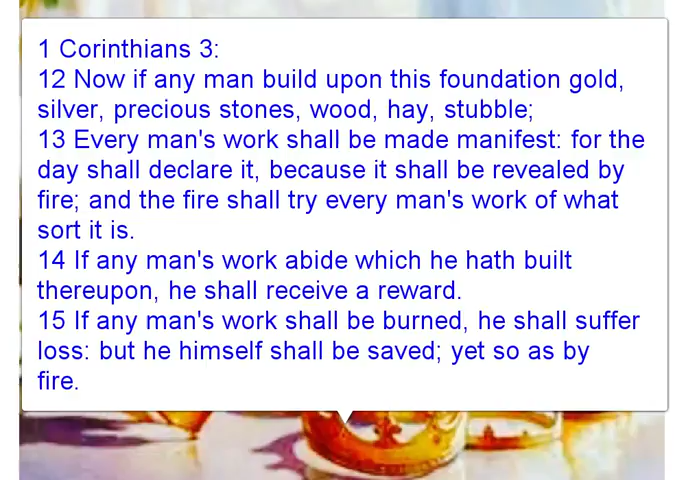 1 Corinthians 3:
12 Now if any man build upon this foundation gold,
silver, precious stones, wood, hay, stubble;
13 Every man's work shall be made manifest: for the
day shall declare it, because it shall be revealed by
fire; and the fire shall try every man's work of what
sort it is.
14 If any man's work abide which he hath built
thereupon, he shall receive a reward.
15 If any man's work shall be burned, he shall suffer
loss: but he himself shall be saved; yet so as by
fire.